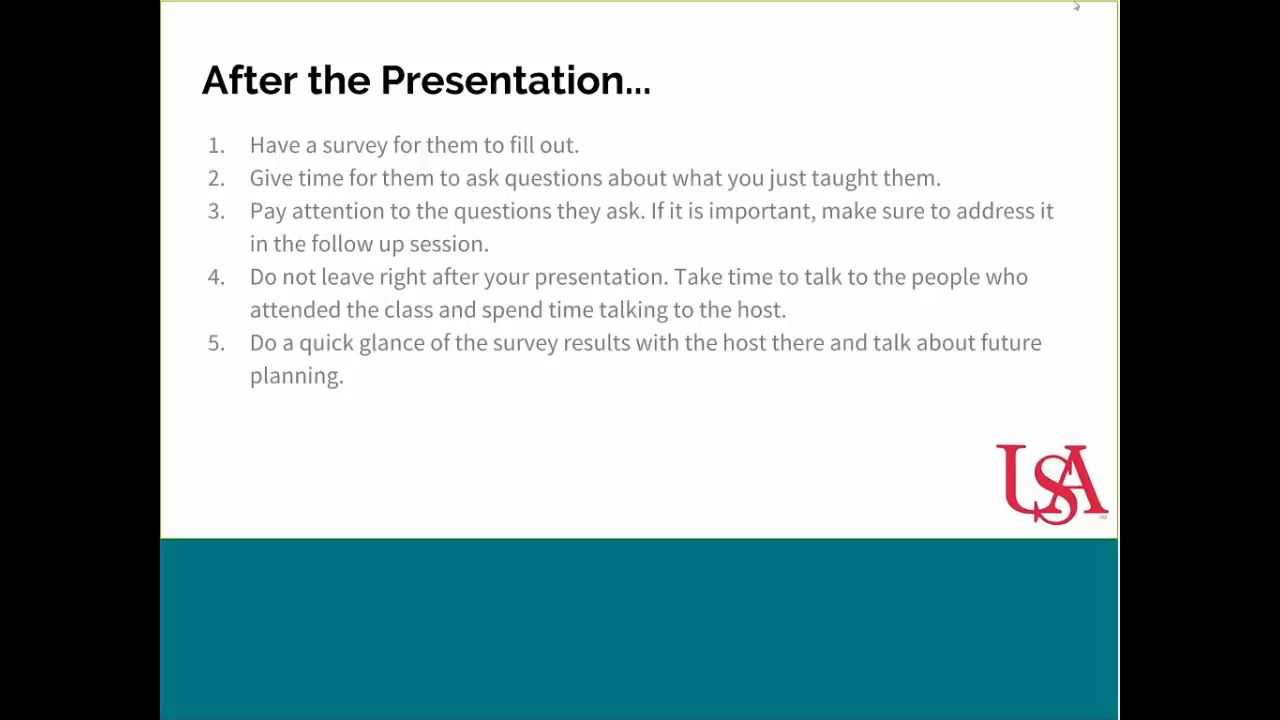 After the Presentation...
1. Have a survey for them to fill out.
2. Give time for them to ask questions about what you just taught them.
3. Pay attention to the questions they ask. If it is important, make sure to address it
in the follow up session.
4. Do not leave right after your presentation. Take time to talk to the people who
attended the class and spend time talking to the host.
5. Do a quick glance of the survey results with the host there and talk about future
planning.
USA